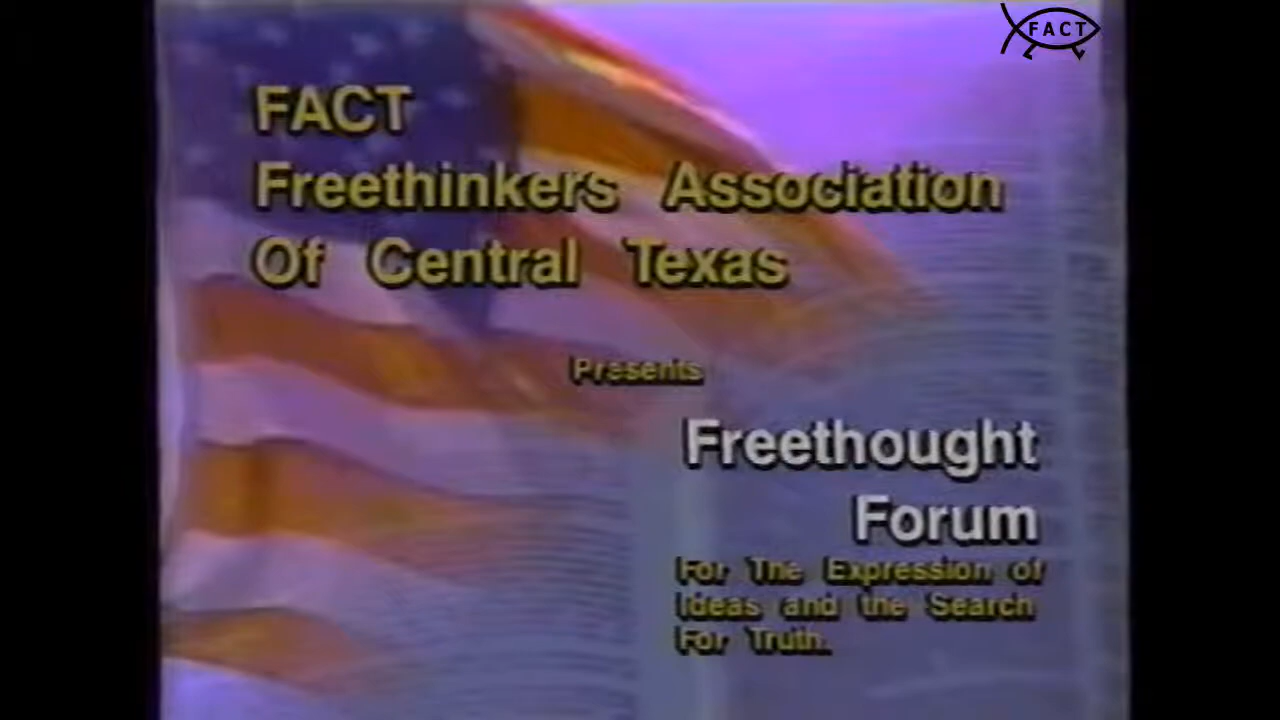 FACT
FACT
Freethinkers Association
Of Central Texas
Presents
Freethought
Forum
For The Expression of
Ideas and the Search
For Truth.